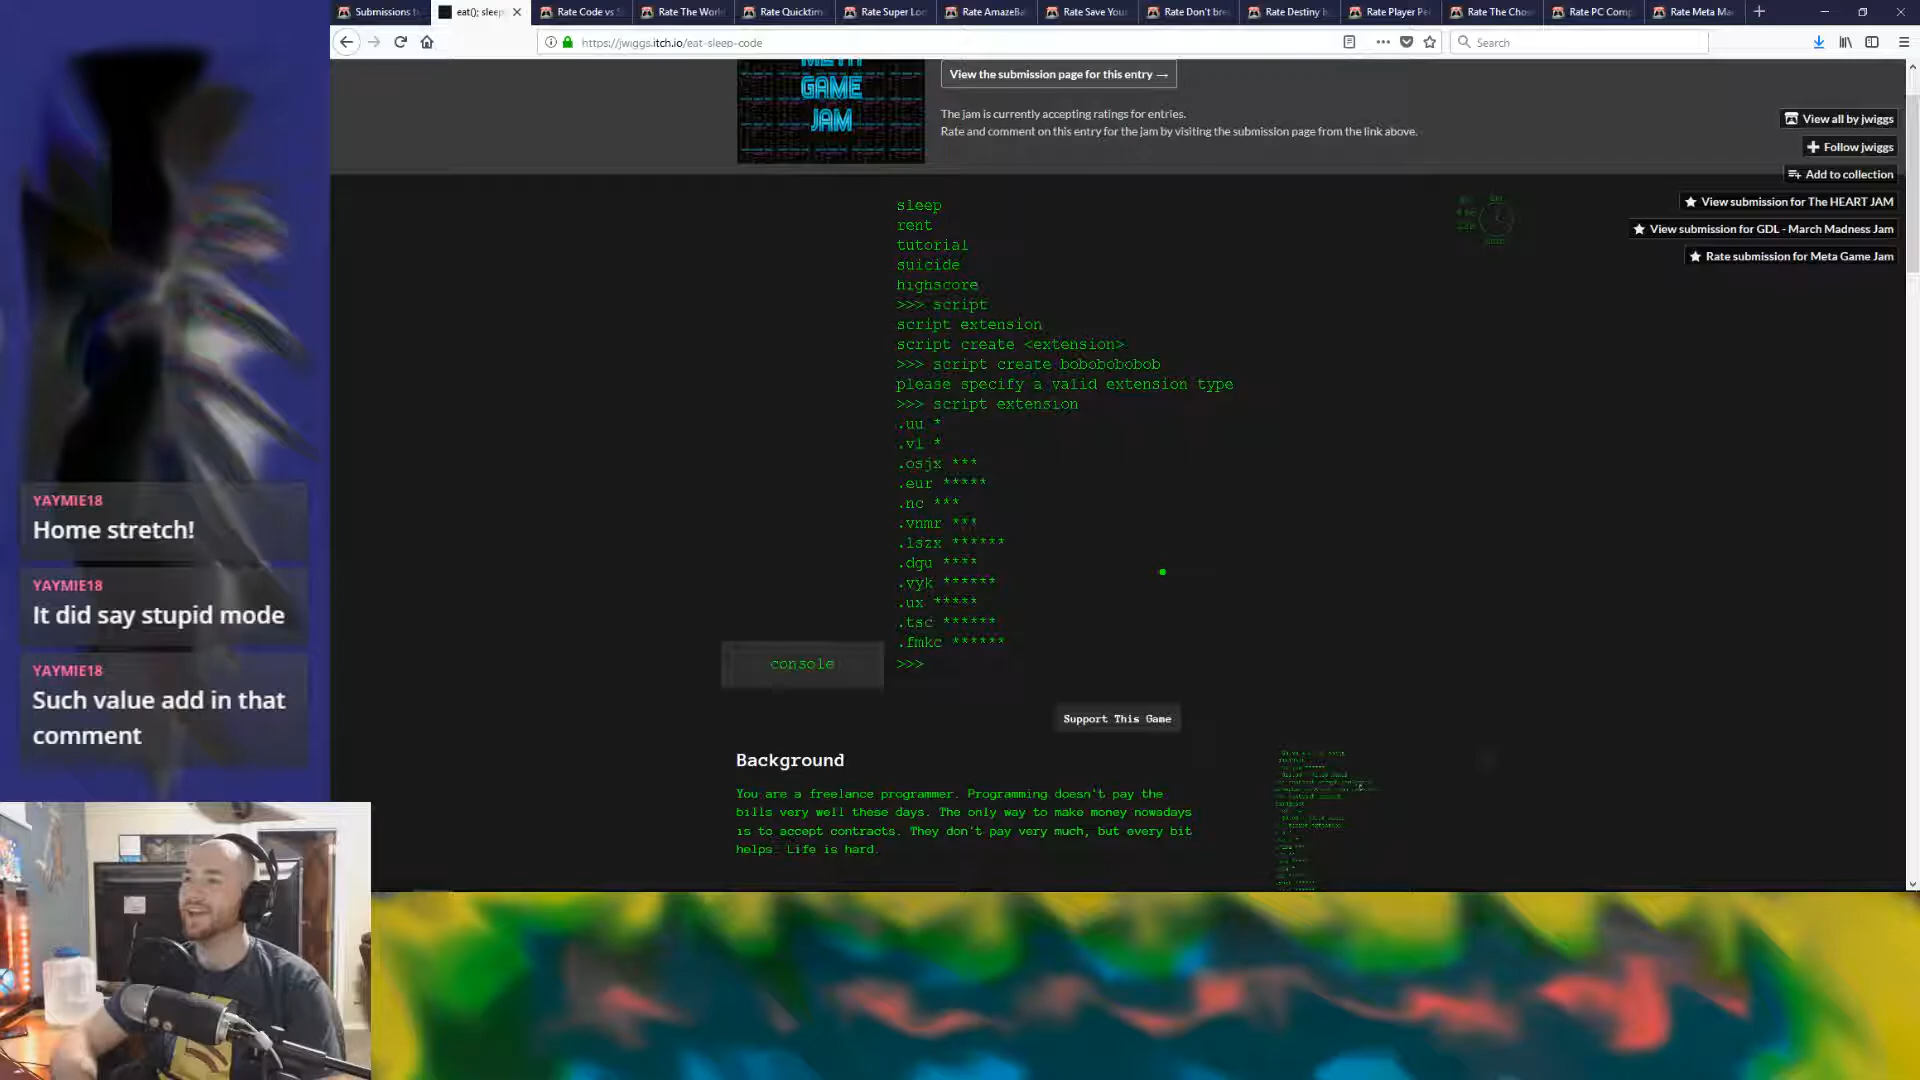 Submissions t
eat(); sleep
Rate Code vs S
Rate The World
Rate Quicktim
Rate Super Lo
Rate AmazeBa
Rate Save You
Rate Don't bre
Rate Destiny i
Rate Player Pe
Rate The Chos
Rate PC Comp
Rate Meta Ma
https://jwiggs.itch.io/eat-sleep-code
Search
META
GAME
JAM
View the submission page for this entry →
The jam is currently accepting ratings for entries.
Rate and comment on this entry for the jam by visiting the submission page from the link above.
View all by jwiggs
Follow jwiggs
Add to collection
View submission for The HEART JAM
View submission for GDL - March Madness Jam
Rate submission for Meta Game Jam
sleep
rent
tutorial
suicide
highscore
>>> script
script extension
script create <extension>
>>> script create bobobobobob
please specify a valid extension type
>>> script extension
.uu *
.vl *
.osjx ***
.eur *****
.nc ***
.vnmr ***
.lszx ******
.dgu ****
.vyk ******
.ux *****
.tsc ******
.fmkc ******
console
>>>
Support This Game
Background
You are a freelance programmer. Programming doesn't pay the
bills very well these days. The only way to make money nowadays
is to accept contracts. They don't pay very much, but every bit
helps. Life is hard.
YAYMIE18
Home stretch!
YAYMIE18
It did say stupid mode
YAYMIE18
Such value add in that
comment